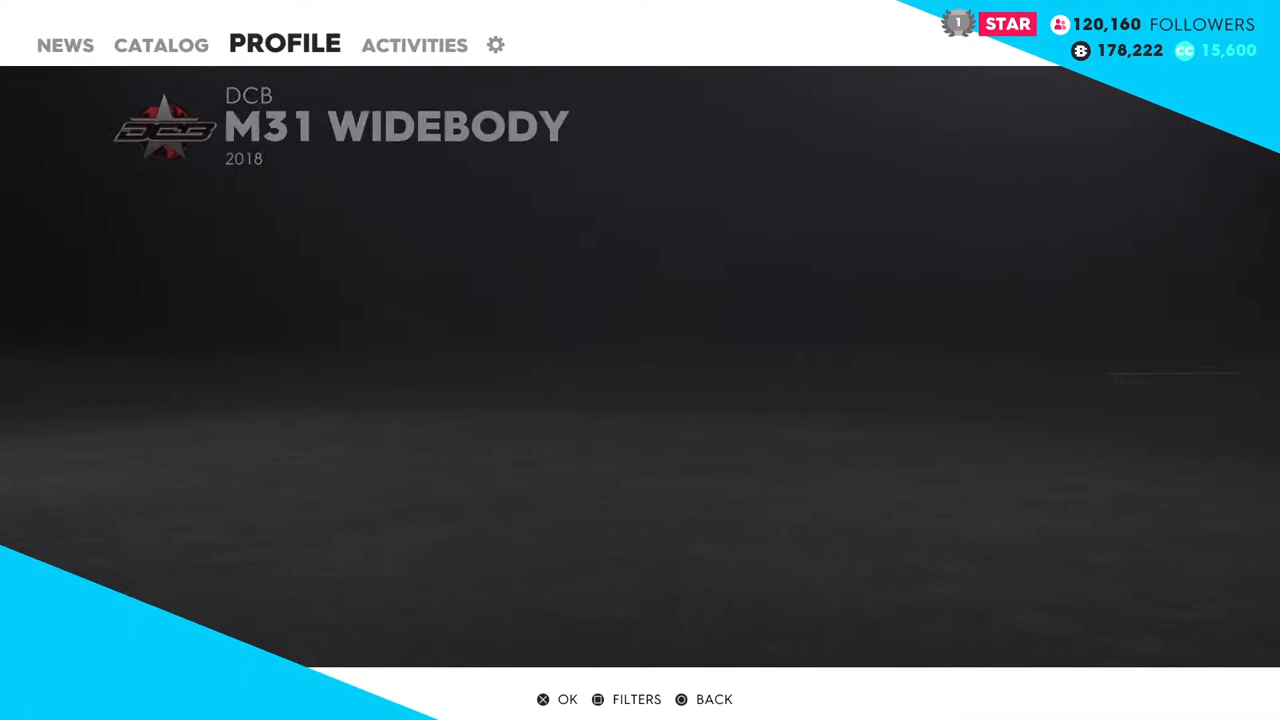 NEWS CATALOG PROFILE ACTIVITIES
1 STAR 120,160 FOLLOWERS
178,222 CC 15,600
DCB
DCB
M31 WIDEBODY
2018
OK FILTERS BACK